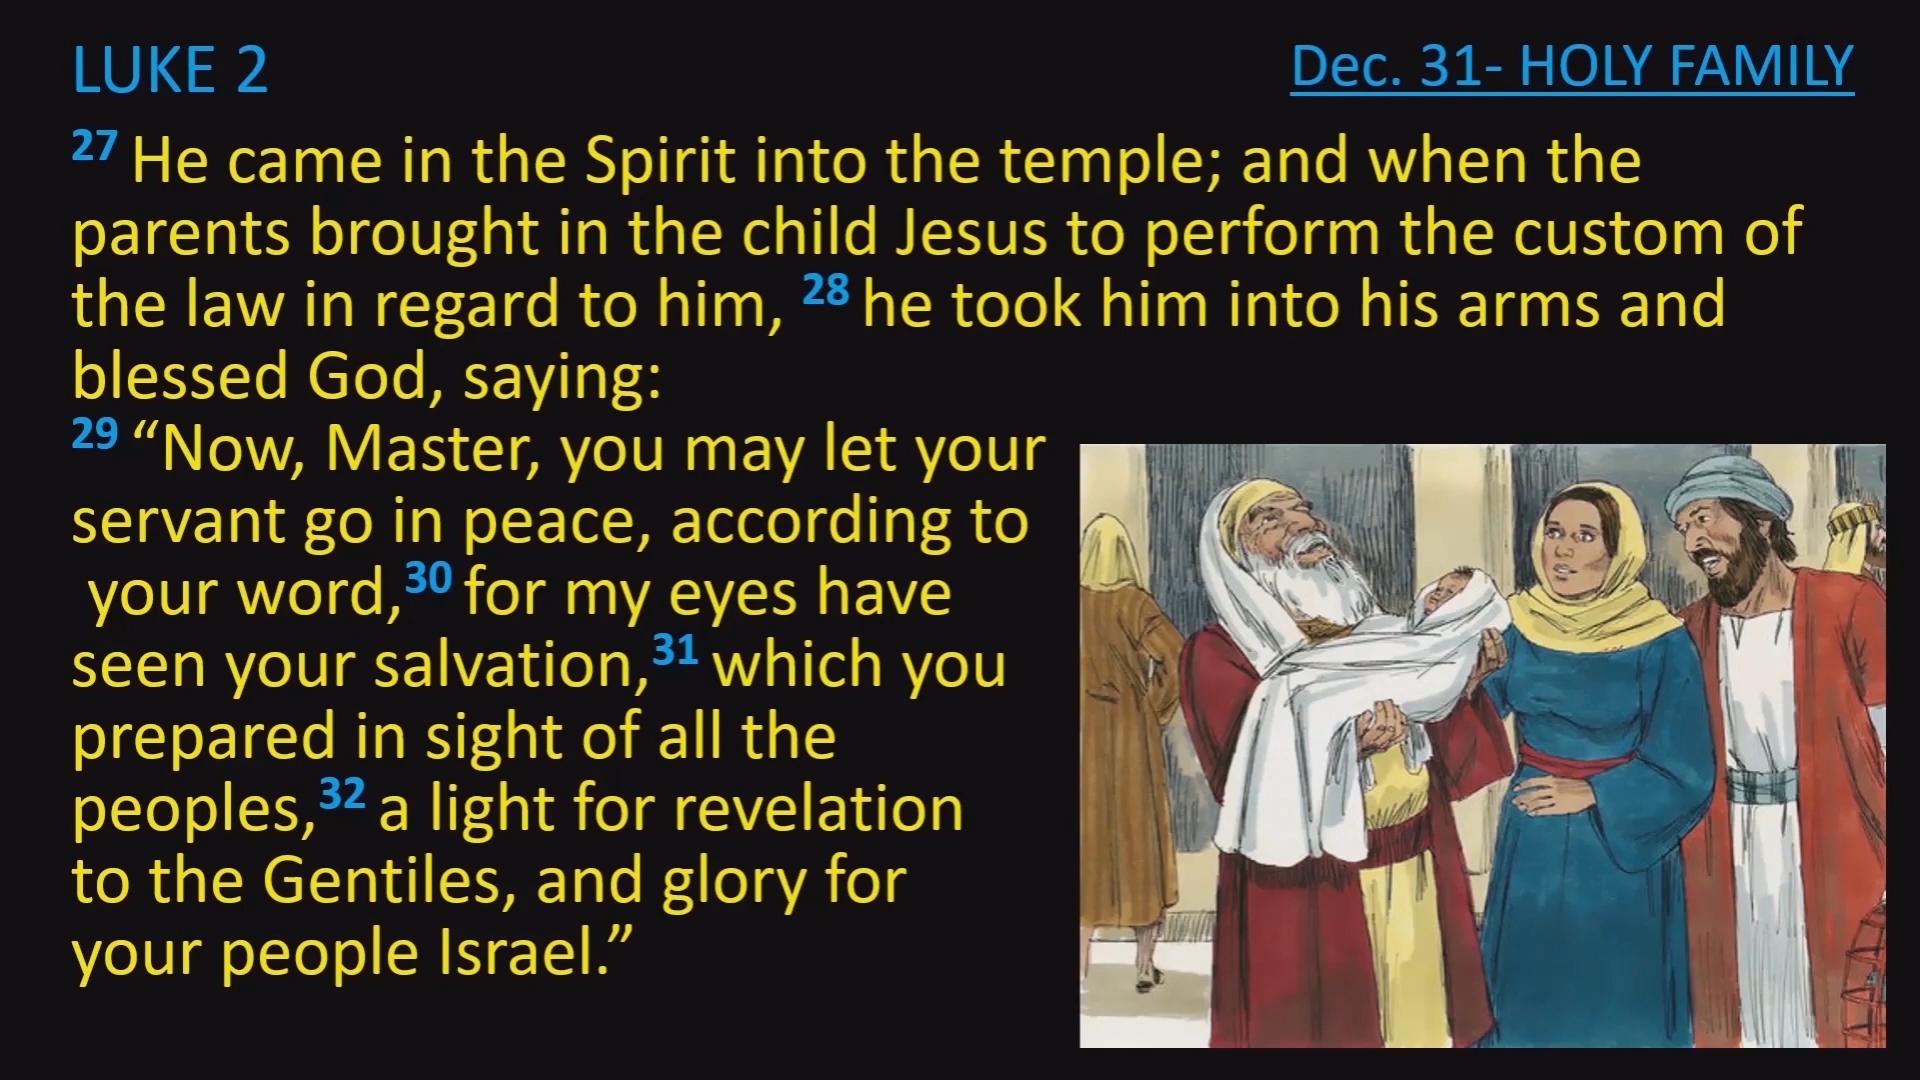 LUKE 2
Dec. 31- HOLY FAMILY
27 He came in the Spirit into the temple; and when the
parents brought in the child Jesus to perform the custom of
the law in regard to him, 28 he took him into his arms and
blessed God, saying:
29 “Now, Master, you may let your
servant go in peace, according to
your word,30 for my eyes have
seen your salvation,31 which you
prepared in sight of all the
peoples,32 a light for revelation
to the Gentiles, and glory for
your people Israel.”